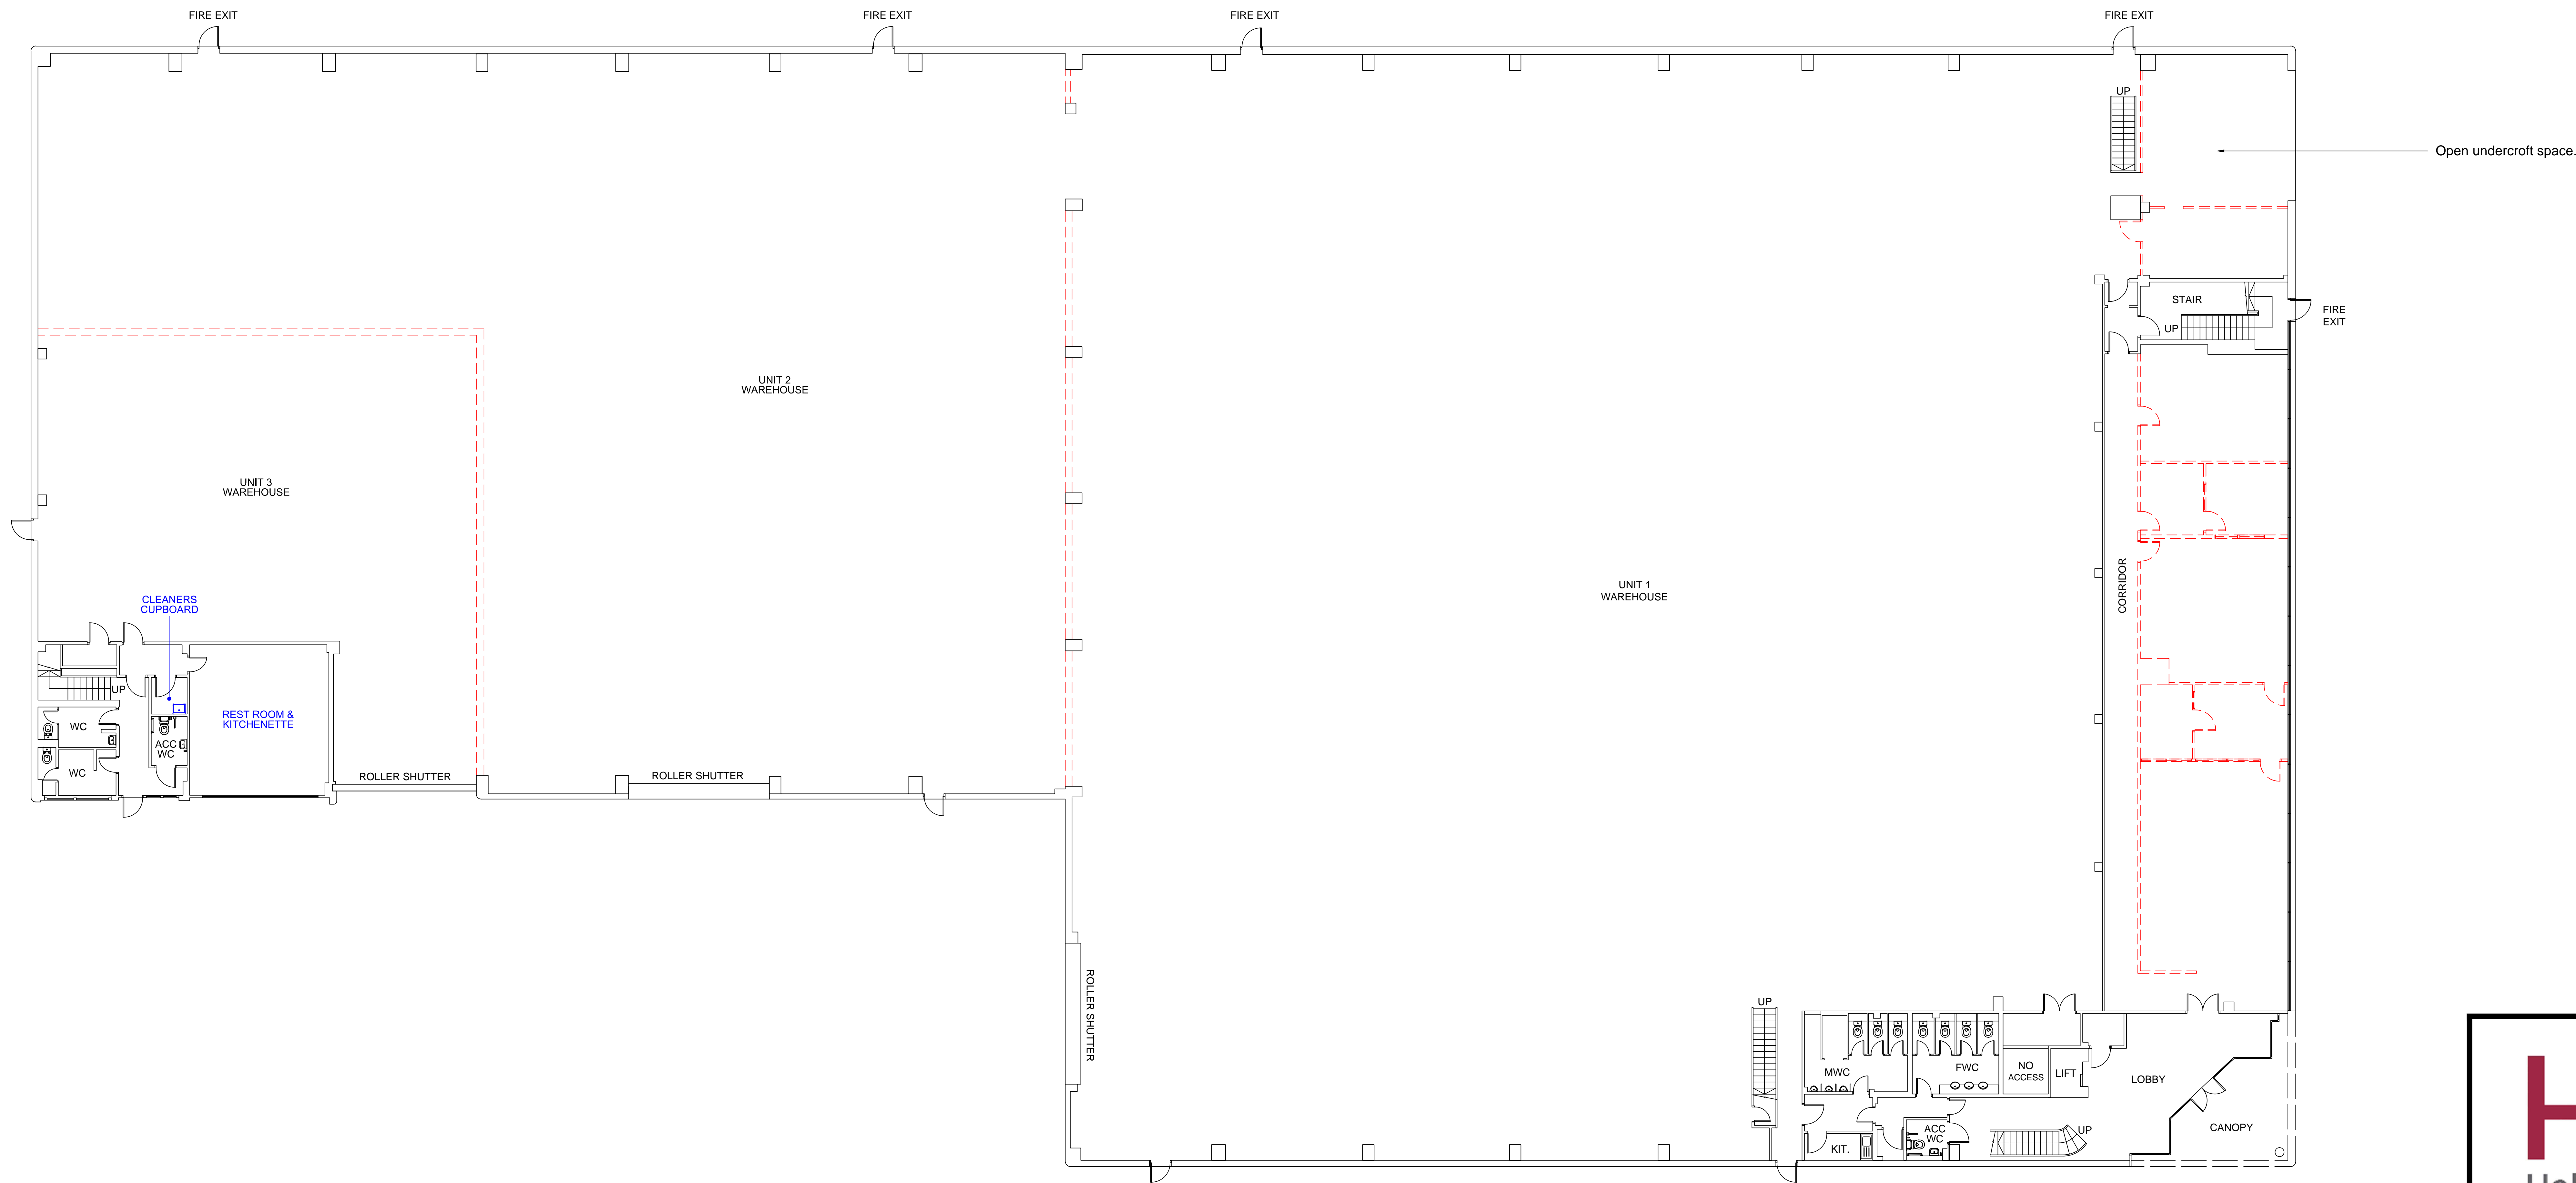 FIRE EXIT
FIRE EXIT
FIRE EXIT
FIRE EXIT
UP
Open undercroft space.
STAIR
UP
FIRE
EXIT
UNIT 2
WAREHOUSE
UNIT 3
WAREHOUSE
UNIT 1
WAREHOUSE
CORRIDOR
CLEANERS
CUPBOARD
UP
REST ROOM &
KITCHENETTE
WC
ACC
WC
WC
ROLLER SHUTTER
ROLLER SHUTTER
ROLLER SHUTTER
UP
MWC
FWC
NO
ACCESS
LIFT
LOBBY
KIT.
ACC
WC
UP
CANOPY
H